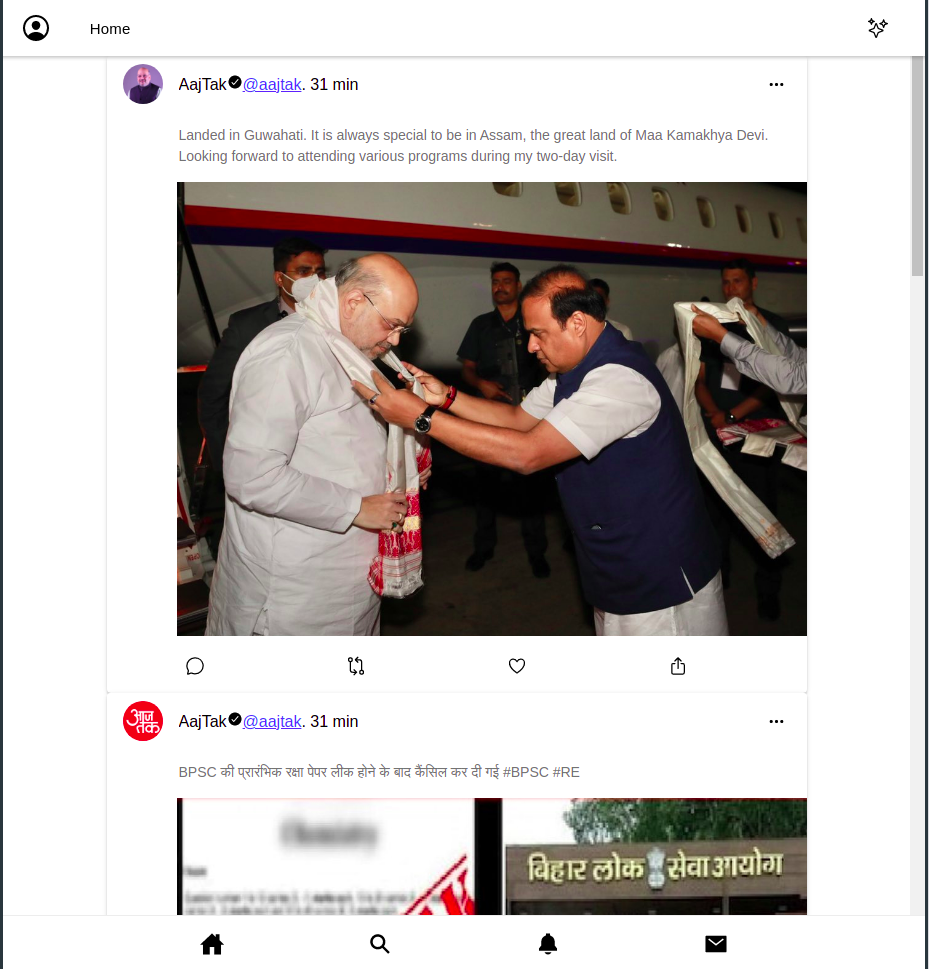 Home
AajTak @aajtak. 31 min
Landed in Guwahati. It is always special to be in Assam, the great land of Maa Kamakhya Devi.
Looking forward to attending various programs during my two-day visit.
आज
तक
AajTak @aajtak. 31 min
BPSC की प्रारंभिक रक्षा पेपर लीक होने के बाद कैंसिल कर दी गई #BPSC #RE
Chemistry
बिहार लोक सेवा आयोग